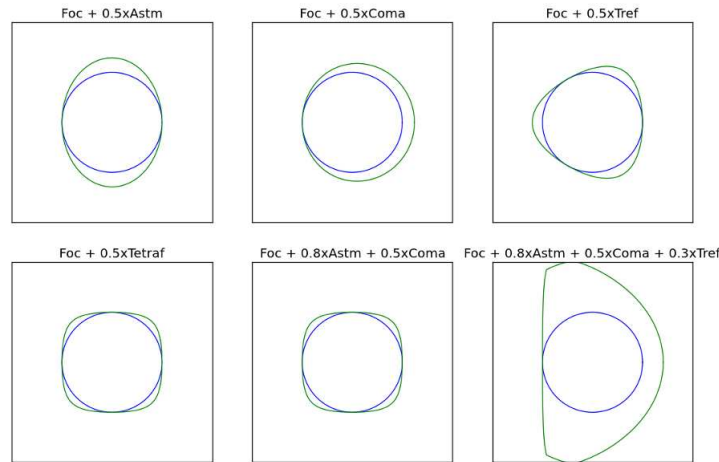 Foc + 0.5xAstm
Foc + 0.5xComa
Foc + 0.5xTref
Foc + 0.5xTetraf
Foc + 0.8xAstm + 0.5xComa
Foc + 0.8xAstm + 0.5xComa + 0.3xTref